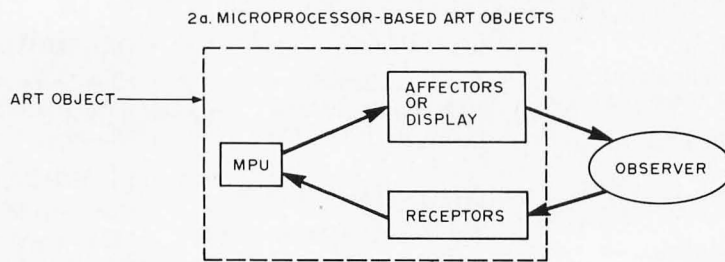 2a. MICROPROCESSOR-BASED ART OBJECTS
ART OBJECT
AFFECTORS
OR
DISPLAY
MPU
OBSERVER
RECEPTORS